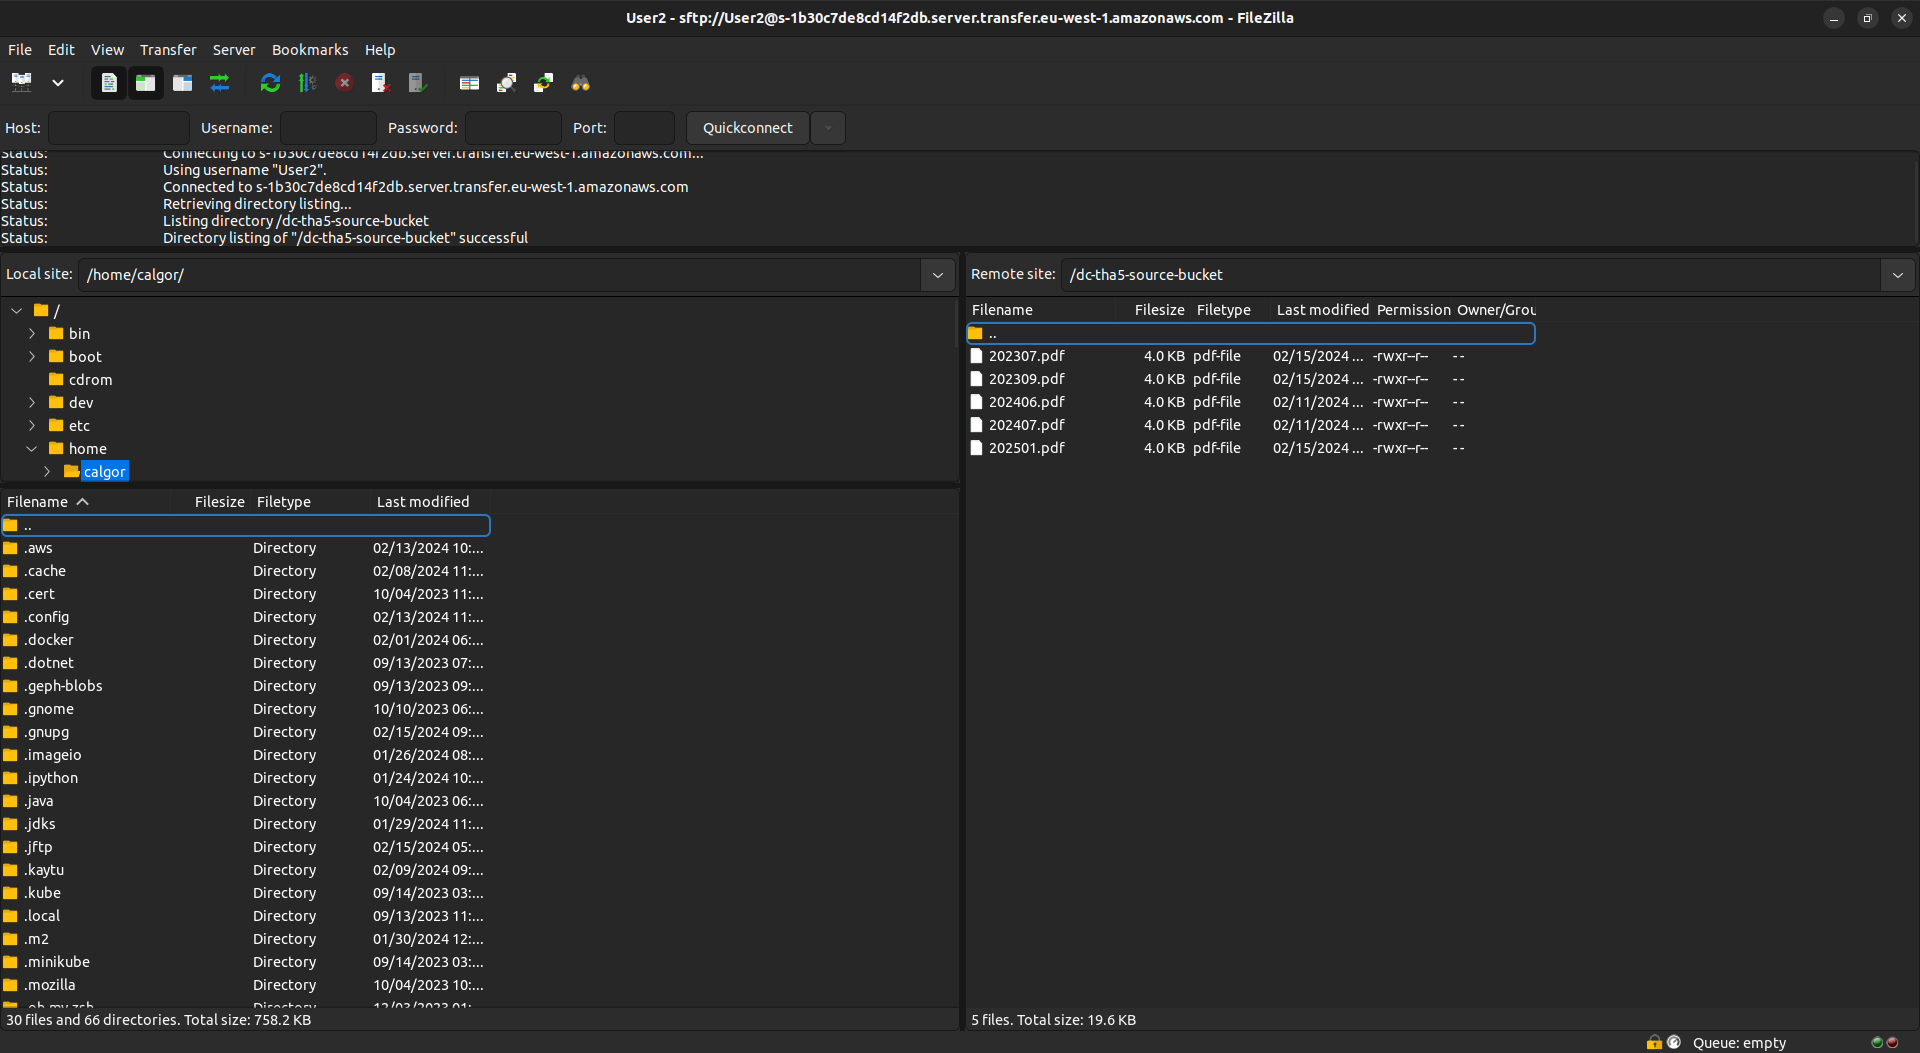 User2 - sftp://User2@s-1b30c7de8cd14f2db.server.transfer.eu-west-1.amazonaws.com - FileZilla
File Edit View Transfer Server Bookmarks Help
Host: Username: Password: Port: Quickconnect
Status: Connecting to s-1b30c7de8cd14f2db.server.transfer.eu-west-1.amazonaws.com...
Status: Using username "User2".
Status: Connected to s-1b30c7de8cd14f2db.server.transfer.eu-west-1.amazonaws.com
Status: Retrieving directory listing...
Status: Listing directory /dc-tha5-source-bucket
Status: Directory listing of "/dc-tha5-source-bucket" successful
Local site: /home/calgor/
/
bin
boot
cdrom
dev
etc
home
calgor
Filename Filesize Filetype Last modified
..
.aws Directory 02/13/2024 10:...
.cache Directory 02/08/2024 11:...
.cert Directory 10/04/2023 11:...
.config Directory 02/13/2024 11:...
.docker Directory 02/01/2024 06:...
.dotnet Directory 09/13/2023 07:...
.geph-blobs Directory 09/13/2023 09:...
.gnome Directory 10/10/2023 06:...
.gnupg Directory 02/15/2024 09:...
.imageio Directory 01/26/2024 08:...
.ipython Directory 01/24/2024 10:...
.java Directory 10/04/2023 06:...
.jdks Directory 01/29/2024 11:...
.jftp Directory 02/15/2024 05:...
.kaytu Directory 02/09/2024 09:...
.kube Directory 09/14/2023 03:...
.local Directory 09/13/2023 11:...
.m2 Directory 01/30/2024 12:...
.minikube Directory 09/14/2023 03:...
.mozilla Directory 10/04/2023 10:...
.oh-my-zsh Directory 12/03/2023 01:...
30 files and 66 directories. Total size: 758.2 KB
Remote site: /dc-tha5-source-bucket
Filename Filesize Filetype Last modified Permission Owner/Grou
..
202307.pdf 4.0 KB pdf-file 02/15/2024 ... -rwxr--r-- - -
202309.pdf 4.0 KB pdf-file 02/15/2024 ... -rwxr--r-- - -
202406.pdf 4.0 KB pdf-file 02/11/2024 ... -rwxr--r-- - -
202407.pdf 4.0 KB pdf-file 02/11/2024 ... -rwxr--r-- - -
202501.pdf 4.0 KB pdf-file 02/15/2024 ... -rwxr--r-- - -
5 files. Total size: 19.6 KB
Queue: empty